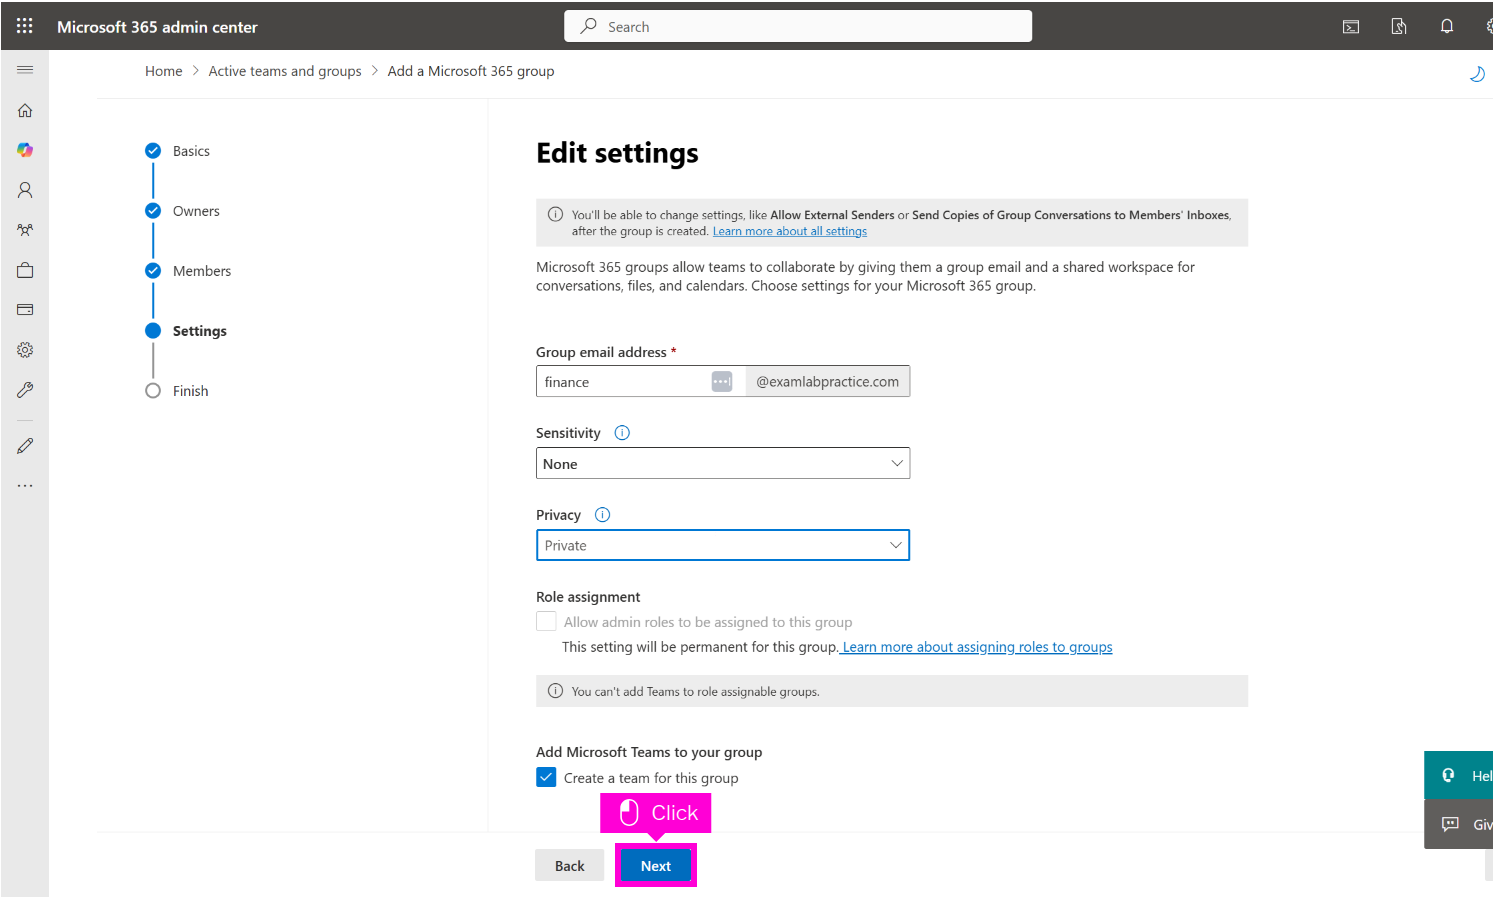 Microsoft 365 admin center
Search
Home > Active teams and groups > Add a Microsoft 365 group
Basics
Owners
Members
Settings
Finish
Edit settings
You'll be able to change settings, like Allow External Senders or Send Copies of Group Conversations to Members' Inboxes,
after the group is created. Learn more about all settings
Microsoft 365 groups allow teams to collaborate by giving them a group email and a shared workspace for
conversations, files, and calendars. Choose settings for your Microsoft 365 group.
Group email address *
finance @examlabpractice.com
Sensitivity
None
Privacy
Private
Role assignment
Allow admin roles to be assigned to this group
This setting will be permanent for this group. Learn more about assigning roles to groups
You can't add Teams to role assignable groups.
Add Microsoft Teams to your group
Create a team for this group
Click
Back
Next
Hel
Giv